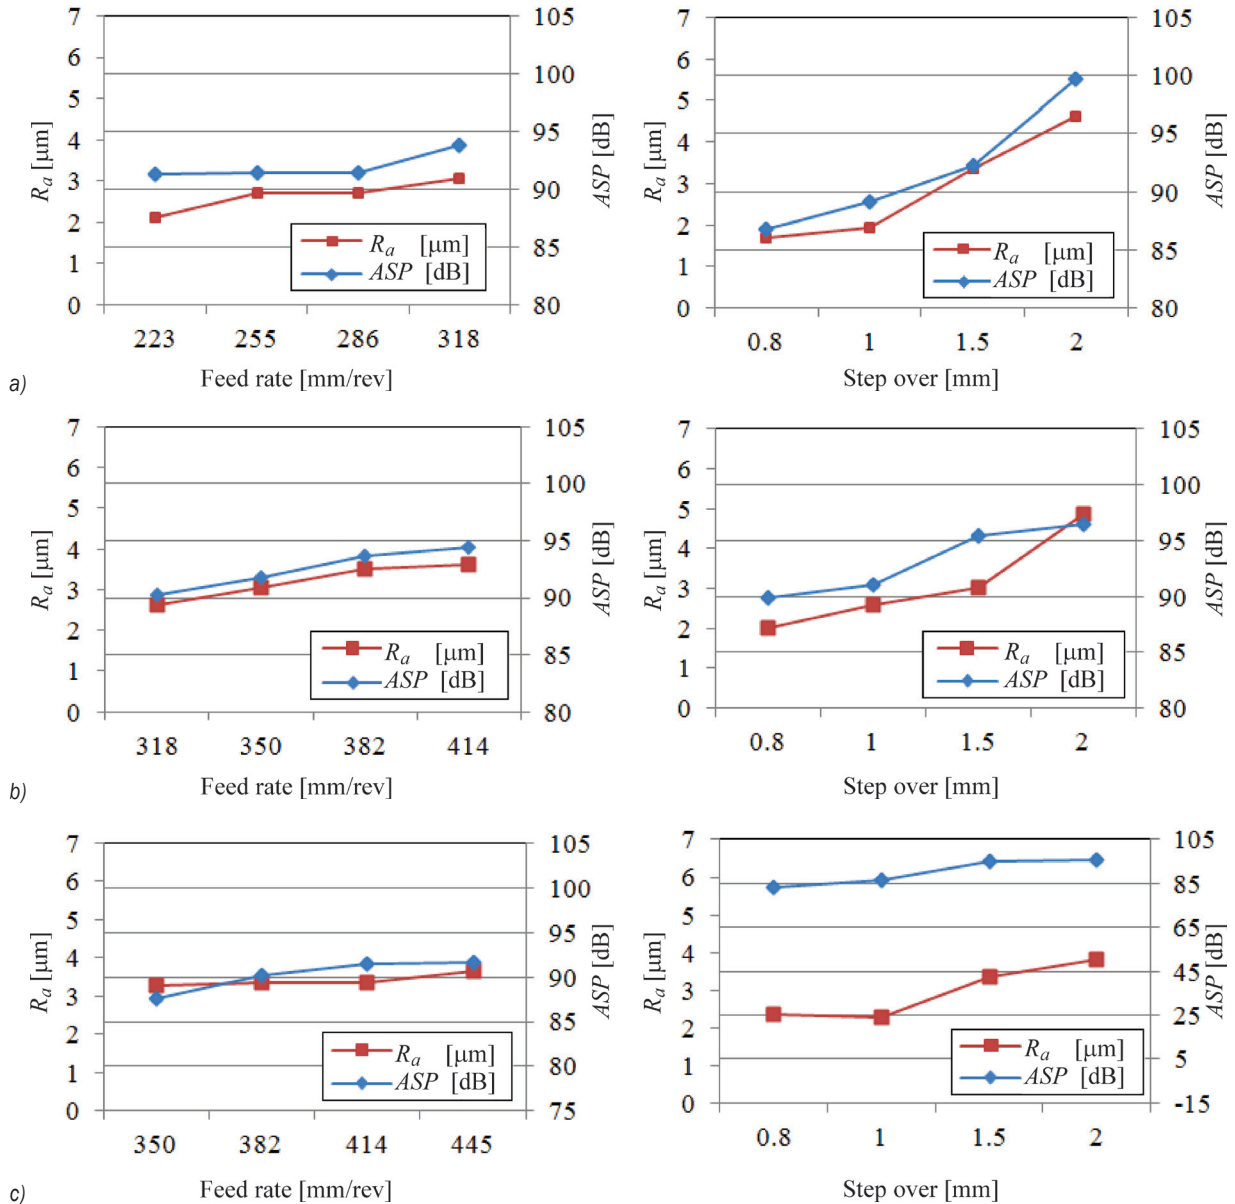 7
6
5
4
3
2
1
0
105
100
95
90
85
80
Ra [μm]
ASP [dB]
Ra [μm]
ASP [dB]
223 255 286 318
Feed rate [mm/rev]
7
6
5
4
3
2
1
0
105
100
95
90
85
80
Ra [μm]
ASP [dB]
Ra [μm]
ASP [dB]
0.8 1 1.5 2
Step over [mm]
a)
7
6
5
4
3
2
1
0
105
100
95
90
85
80
Ra [μm]
ASP [dB]
Ra [μm]
ASP [dB]
318 350 382 414
Feed rate [mm/rev]
7
6
5
4
3
2
1
0
105
100
95
90
85
80
Ra [μm]
ASP [dB]
Ra [μm]
ASP [dB]
0.8 1 1.5 2
Step over [mm]
b)
7
6
5
4
3
2
1
0
105
100
95
90
85
80
75
Ra [μm]
ASP [dB]
Ra [μm]
ASP [dB]
350 382 414 445
Feed rate [mm/rev]
7
6
5
4
3
2
1
0
105
85
65
45
25
5
-15
Ra [μm]
ASP [dB]
Ra [μm]
ASP [dB]
0.8 1 1.5 2
Step over [mm]
c)